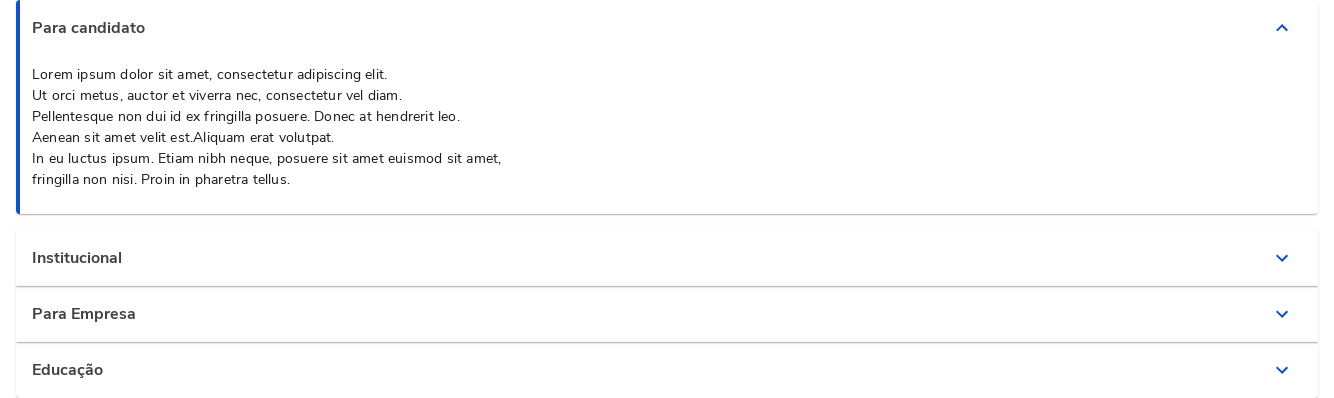 Para candidato
Lorem ipsum dolor sit amet, consectetur adipiscing elit.
Ut orci metus, auctor et viverra nec, consectetur vel diam.
Pellentesque non dui id ex fringilla posuere. Donec at hendrerit leo.
Aenean sit amet velit est.Aliquam erat volutpat.
In eu luctus ipsum. Etiam nibh neque, posuere sit amet euismod sit amet,
fringilla non nisi. Proin in pharetra tellus.
Institucional
Para Empresa
Educação